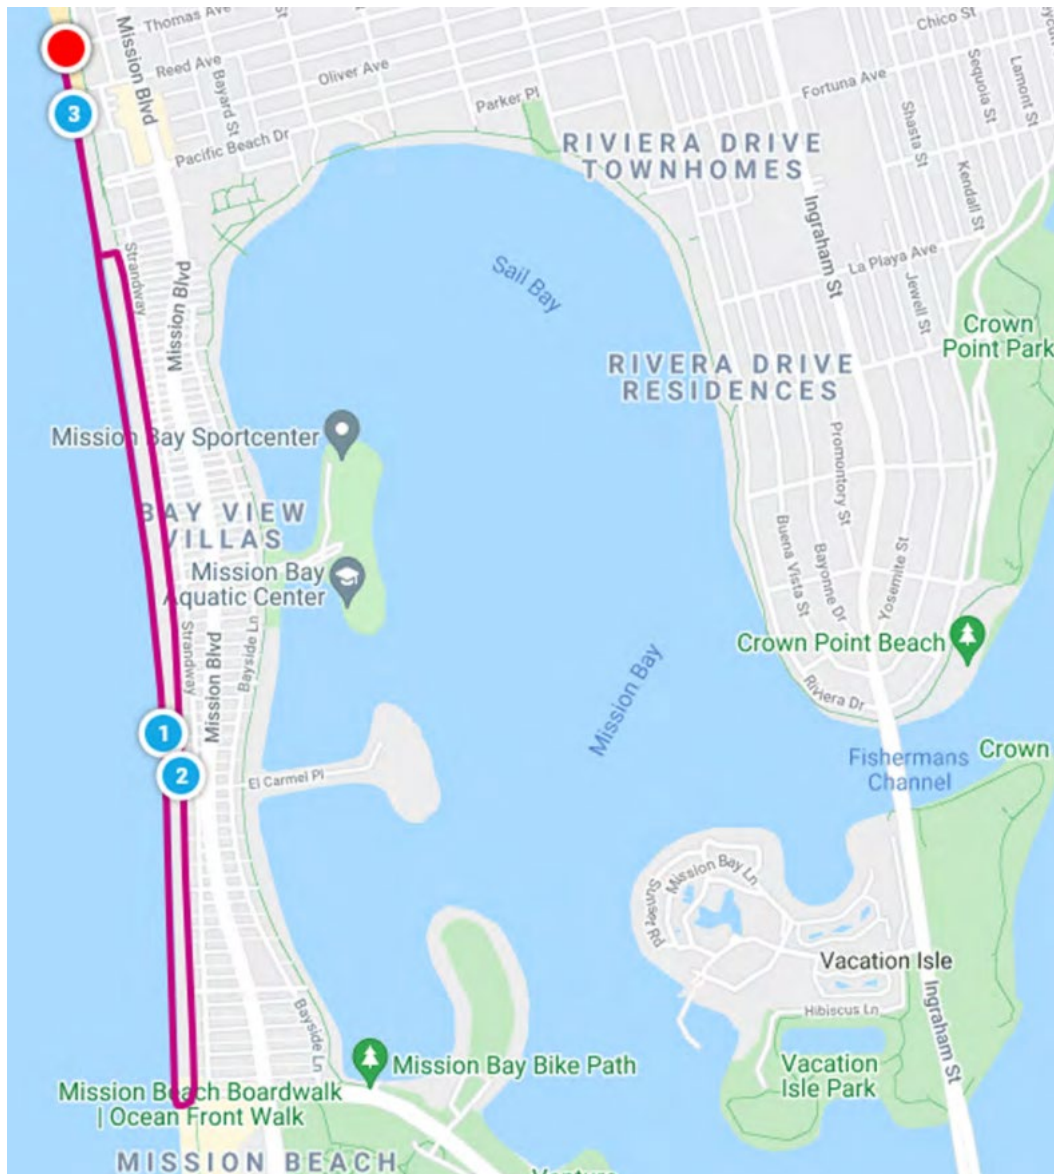 Thomas Ave
Mission Blvd
Reed Ave
Bayard St
Oliver Ave
Parker Pl
Pacific Beach Dr
3
Chico St
Sequoia St
Lamont St
Fortuna Ave
Shasta St
Kendall St
RIVIERA DRIVE
TOWNHOMES
Ingraham St
La Playa Ave
Jewell St
Crown
Point Park
Strandway
Mission Blvd
Sail Bay
RIVERA DRIVE
RESIDENCES
Mission Bay Sportcenter
Promontory St
BAY VIEW
VILLAS
Buena Vista St
Bayonne Dr
Yosemite St
Mission Bay
Aquatic Center
Strandway
Mission Blvd
Bayside Ln
Crown Point Beach
Mission Bay
Riviera Dr
1
2
El Carmel Pl
Fishermans
Channel
Crown
Mission Bay Ln
Sunset Rd
Vacation Isle
Hibiscus Ln
Ingraham St
Bayside Ln
Mission Bay Bike Path
Vacation
Isle Park
Mission Beach Boardwalk
| Ocean Front Walk
MISSION BEACH